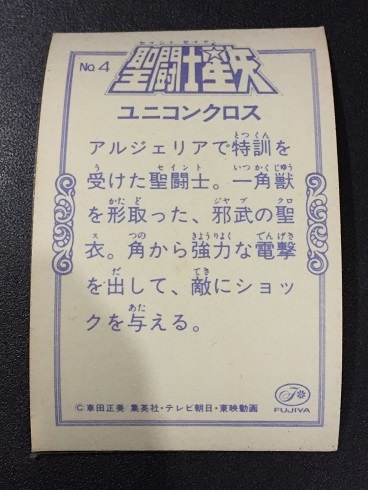 セイント セイヤ
No.4
聖闘士星矢
ユニコンクロス
アルジェリアで特訓を
受けた聖闘士。一角獣
を形取った、邪武の聖
衣。角から強力な電撃
を出して、敵にショッ
クを与える。
©車田正美 集英社・テレビ朝日・東映動画
FUJIYA